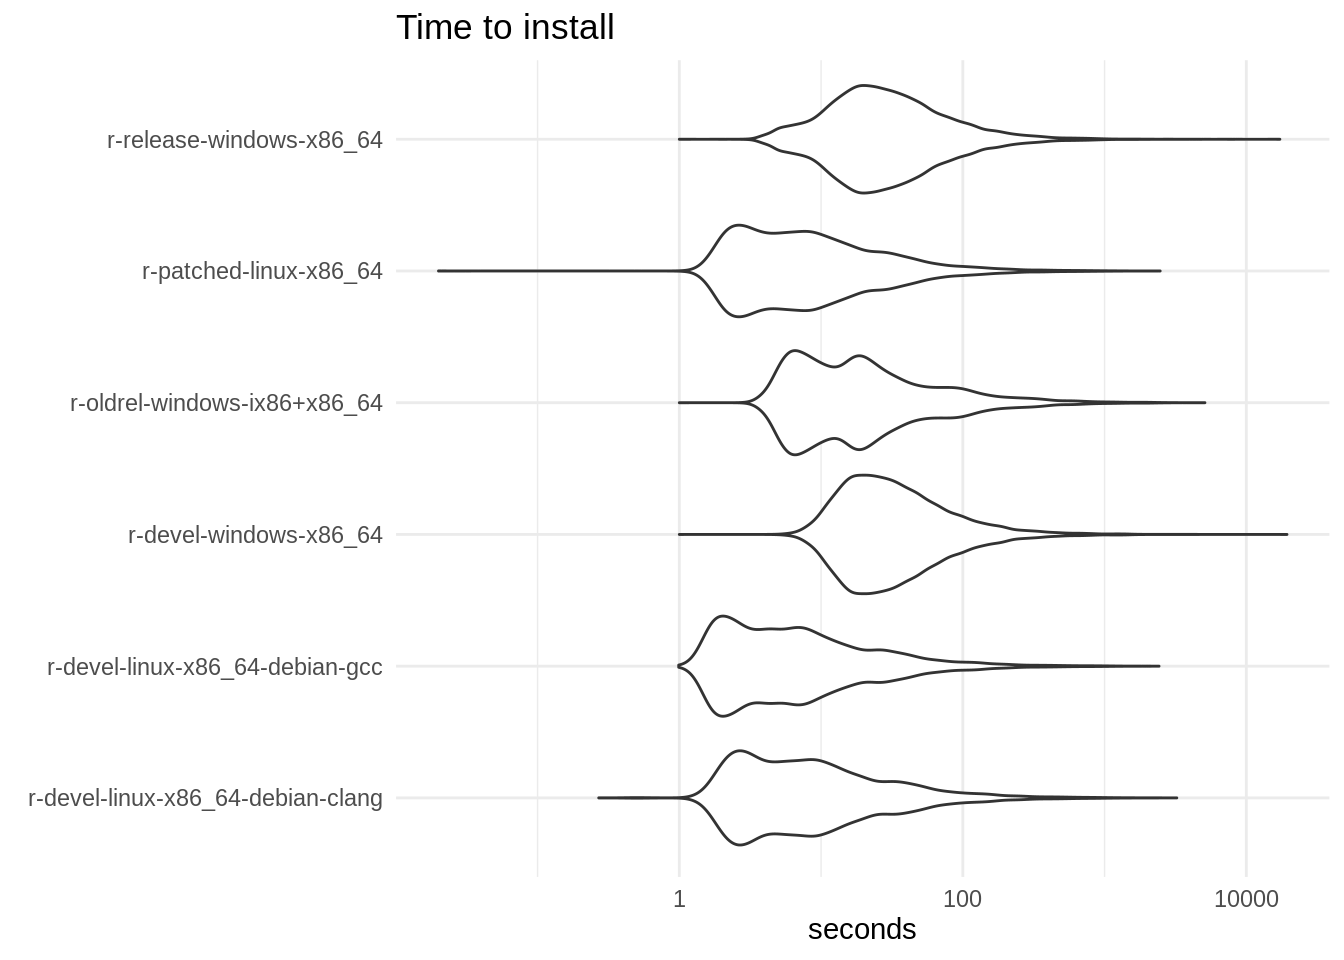 Time to install
r-release-windows-x86_64
r-patched-linux-x86_64
r-oldrel-windows-ix86+x86_64
r-devel-windows-x86_64
r-devel-linux-x86_64-debian-gcc
r-devel-linux-x86_64-debian-clang
1 100 10000
seconds